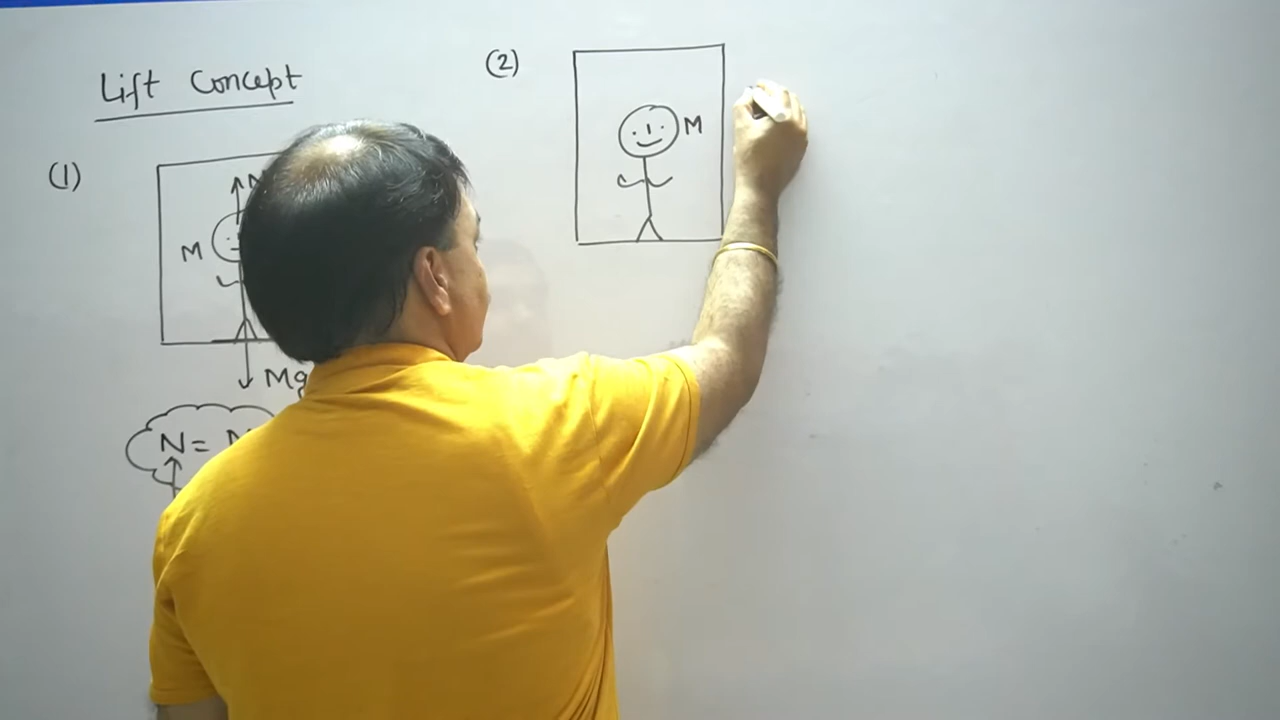 Lift Concept
(1)
N
M
Mg
N =
(2)
M